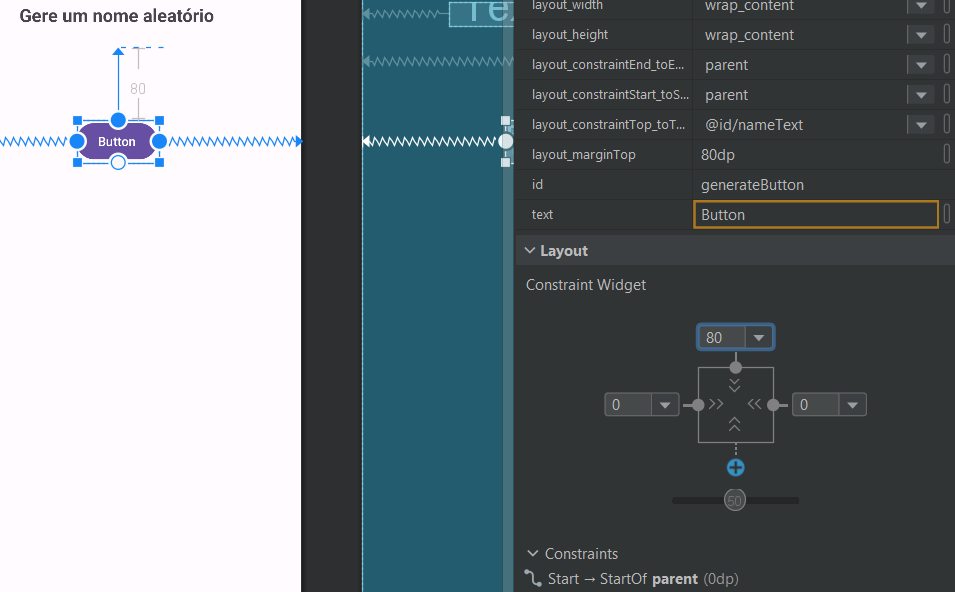 Gere um nome aleatório
80
Button
Tex
layout_width wrap_content
layout_height wrap_content
layout_constraintEnd_toE... parent
layout_constraintStart_toS... parent
layout_constraintTop_toT... @id/nameText
layout_marginTop 80dp
id generateButton
text Button
Layout
Constraint Widget
80
0 0
50
Constraints
Start → StartOf parent (0dp)